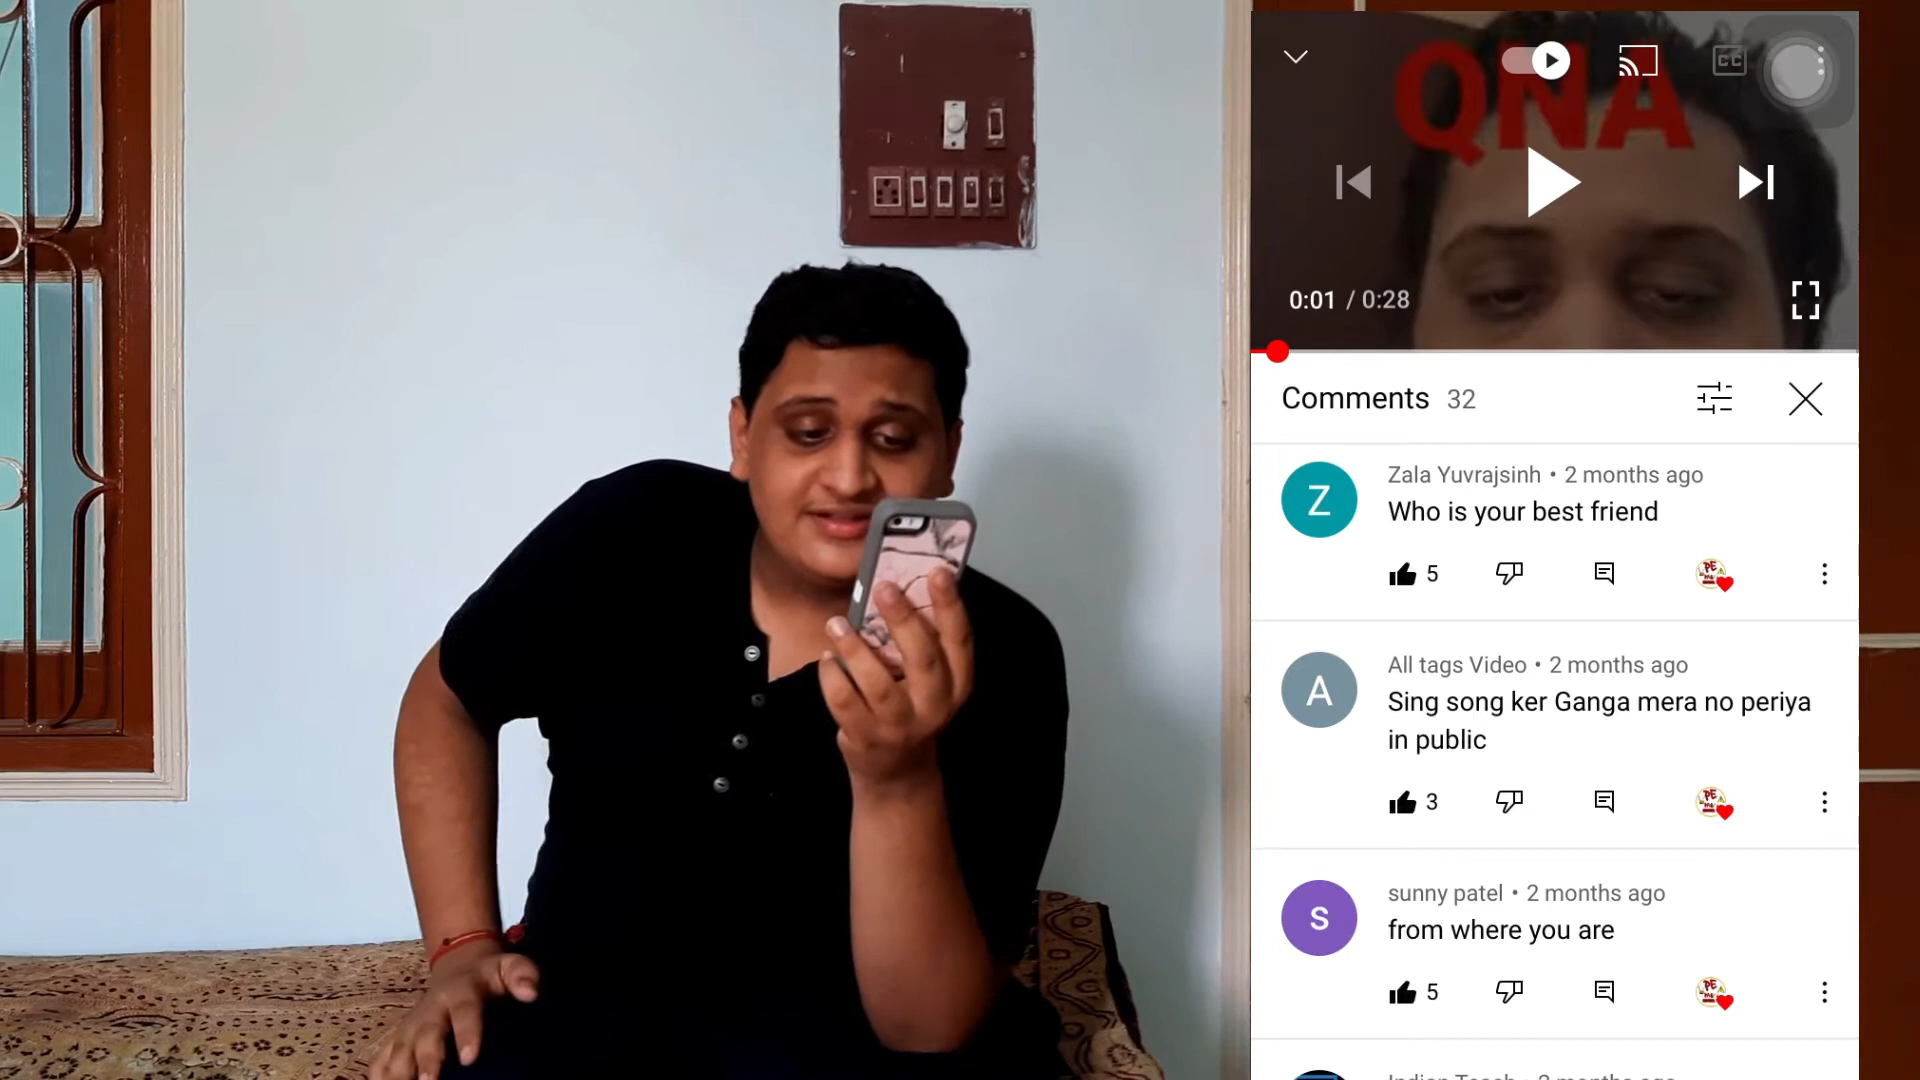 QNA
CC
0:01 / 0:28
Comments 32
Z
Zala Yuvrajsinh • 2 months ago
Who is your best friend
5
A
All tags Video • 2 months ago
Sing song ker Ganga mera no periya
in public
3
s
sunny patel • 2 months ago
from where you are
5